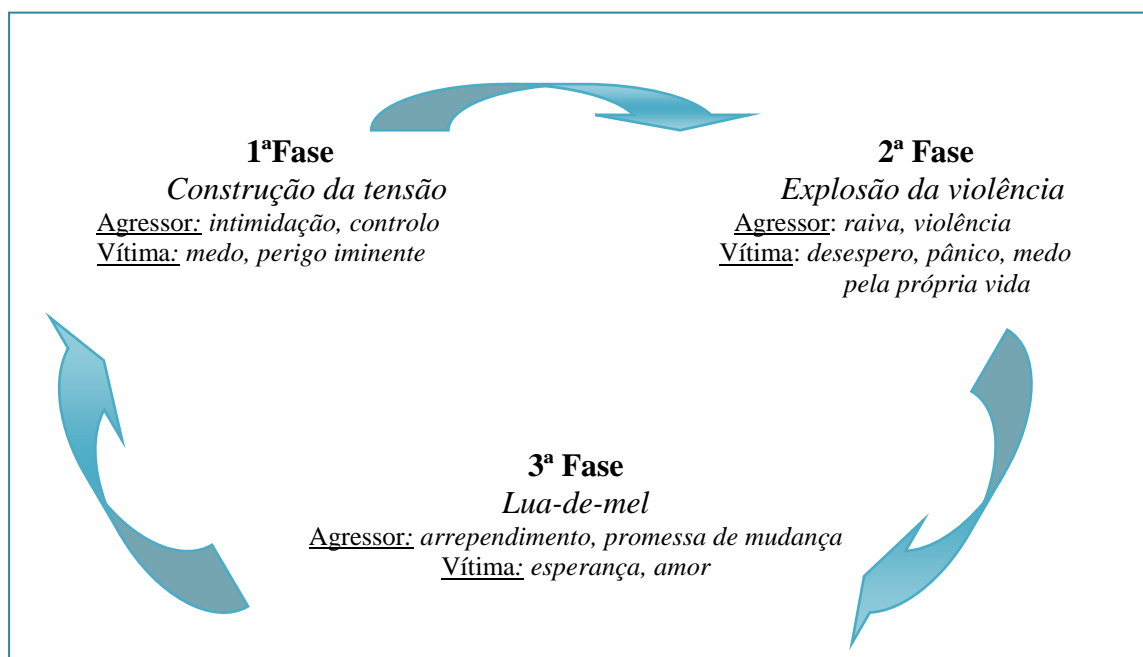 1ªFase
Construção da tensão
Agressor: intimidação, controlo
Vítima: medo, perigo iminente
2ª Fase
Explosão da violência
Agressor: raiva, violência
Vítima: desespero, pânico, medo
pela própria vida
3ª Fase
Lua-de-mel
Agressor: arrependimento, promessa de mudança
Vítima: esperança, amor